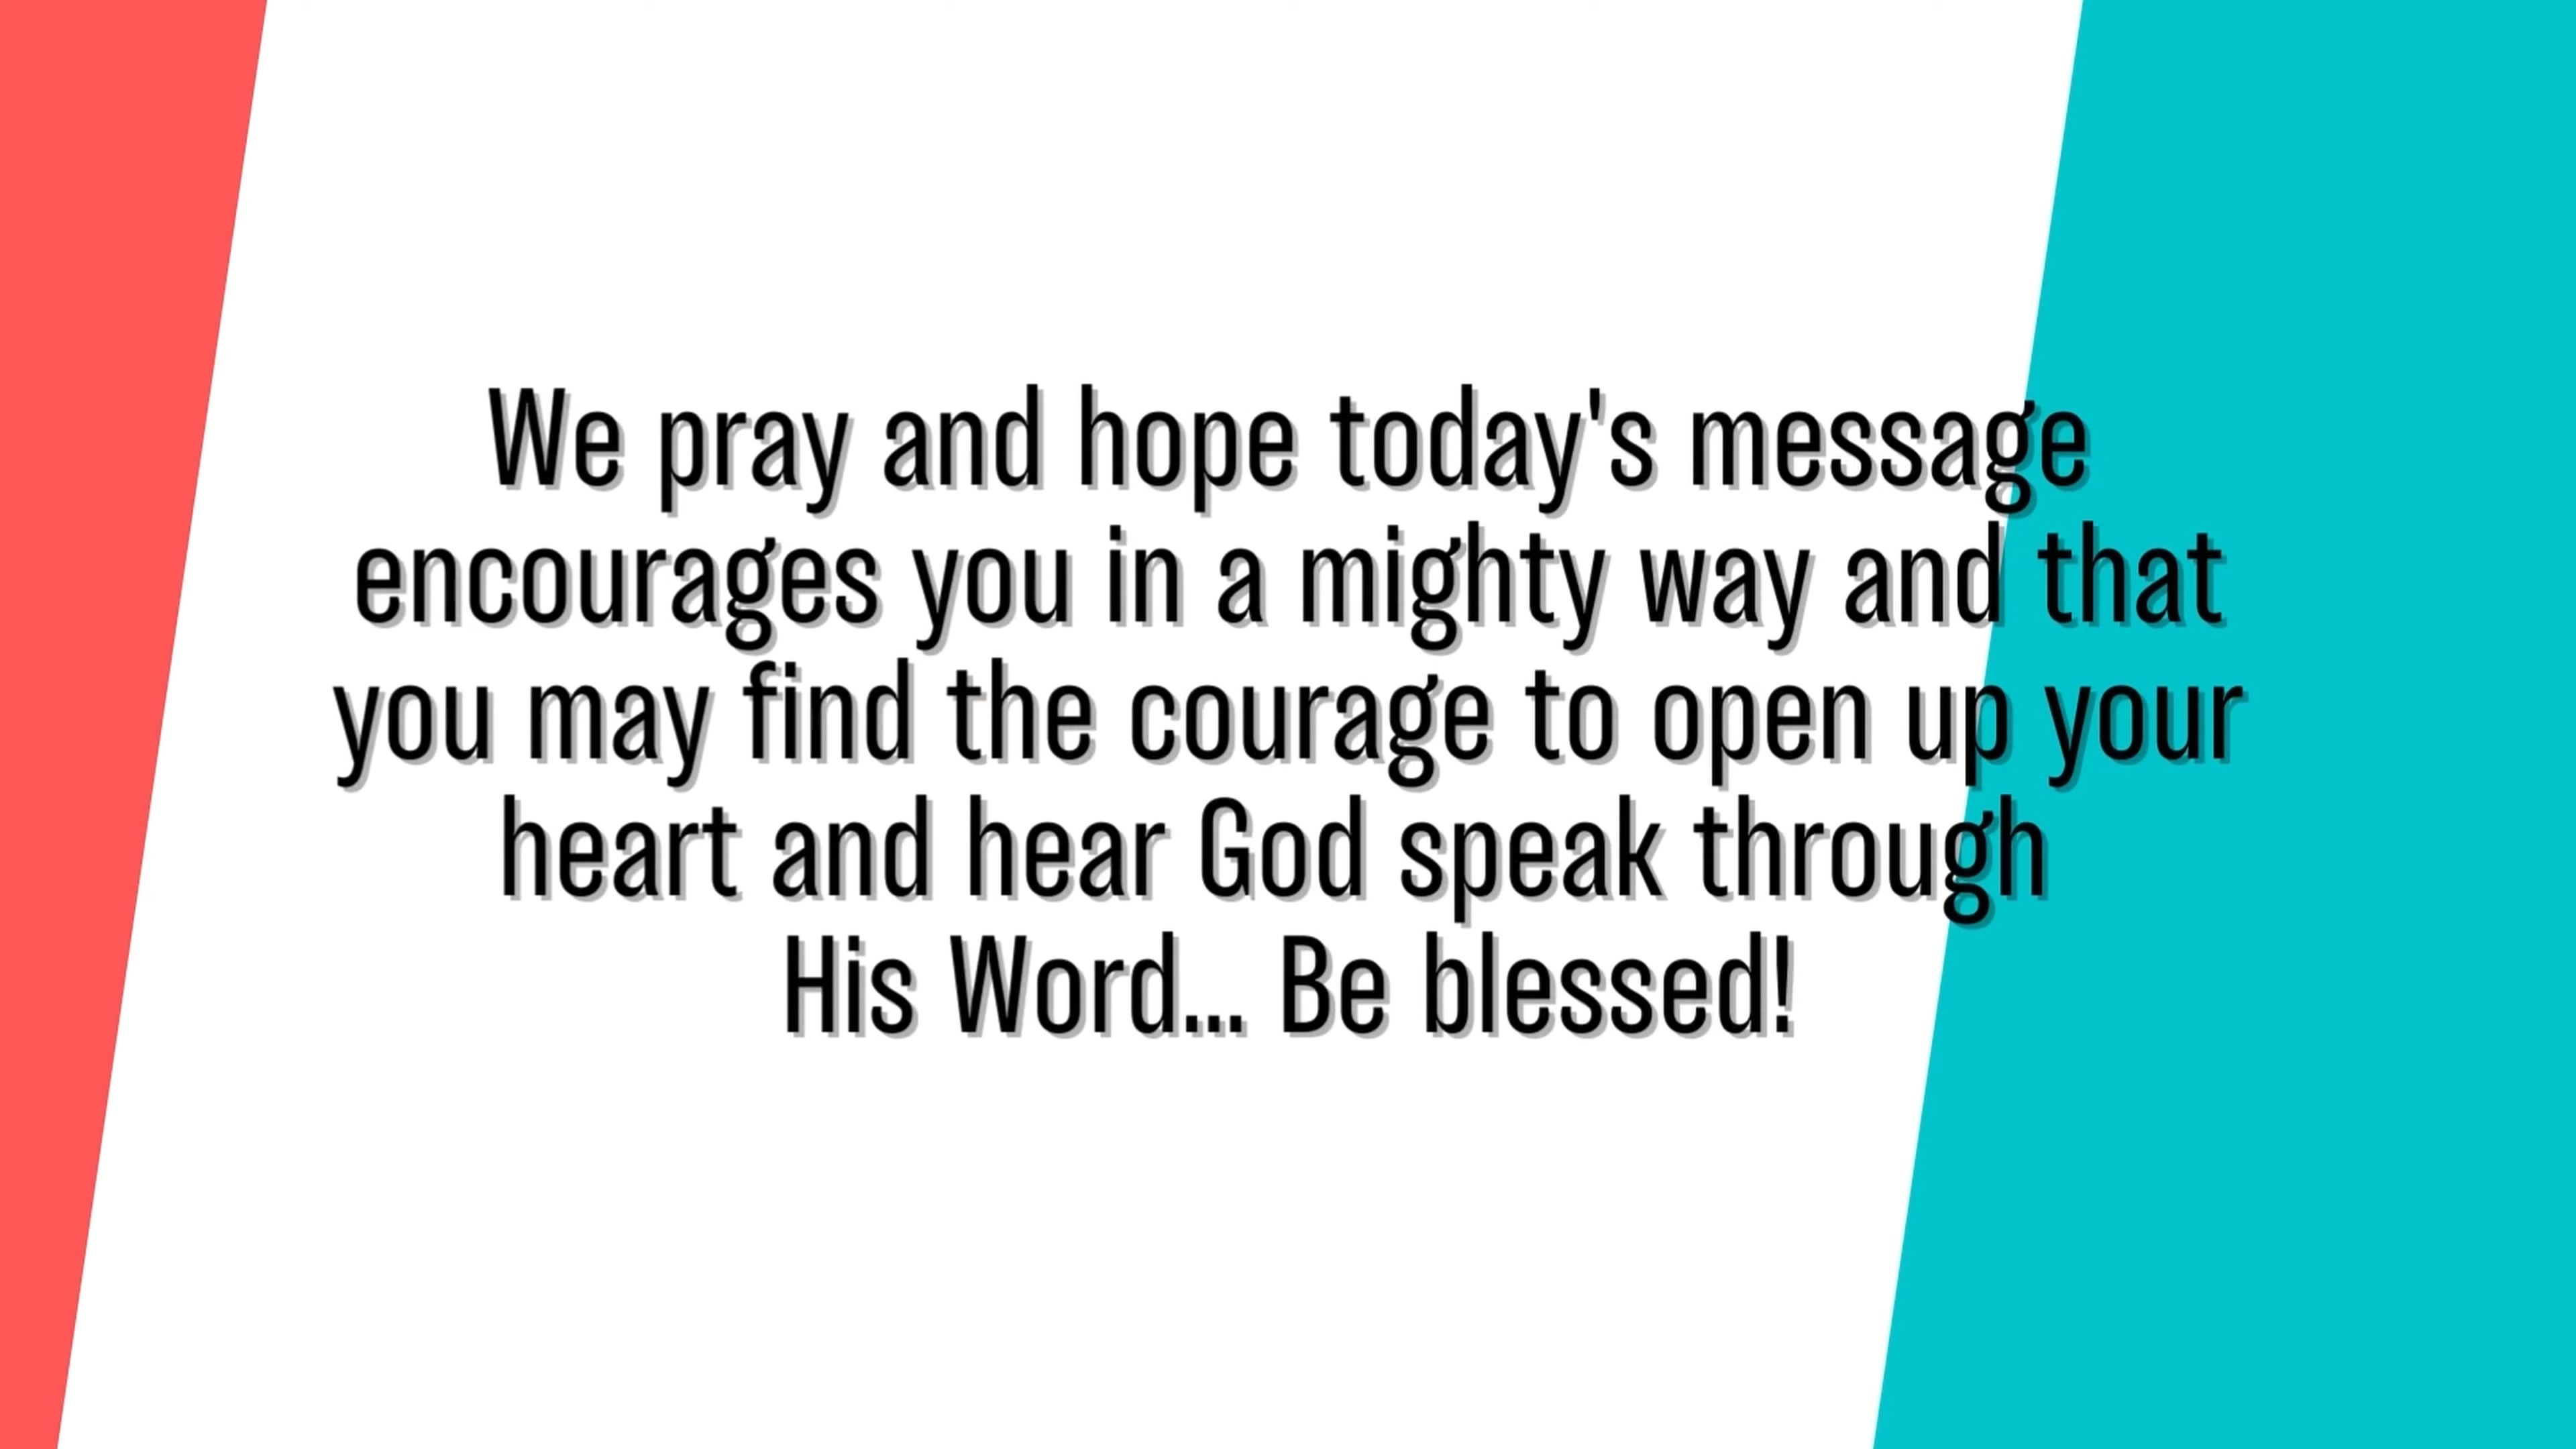 We pray and hope today's message
encourages you in a mighty way and that
you may find the courage to open up your
heart and hear God speak through
His Word... Be blessed!